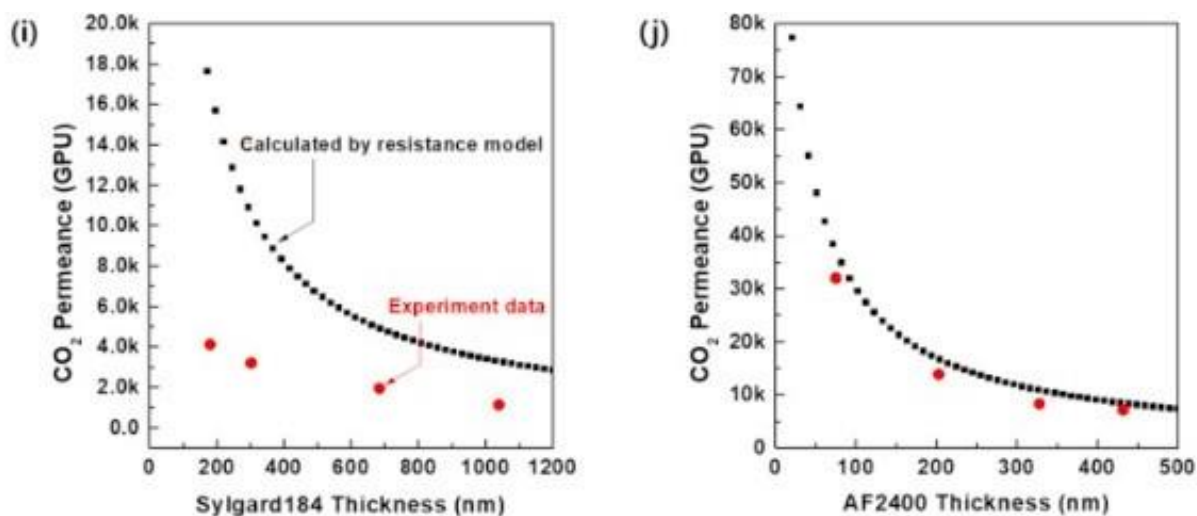 (i)
20.0k
18.0k
16.0k
14.0k
12.0k
10.0k
8.0k
6.0k
4.0k
2.0k
0.0
CO2 Permeance (GPU)
Calculated by resistance model
Experiment data
0 200 400 600 800 1000 1200
Sylgard184 Thickness (nm)
(j)
80k
70k
60k
50k
40k
30k
20k
10k
0
CO2 Permeance (GPU)
0 100 200 300 400 500
AF2400 Thickness (nm)